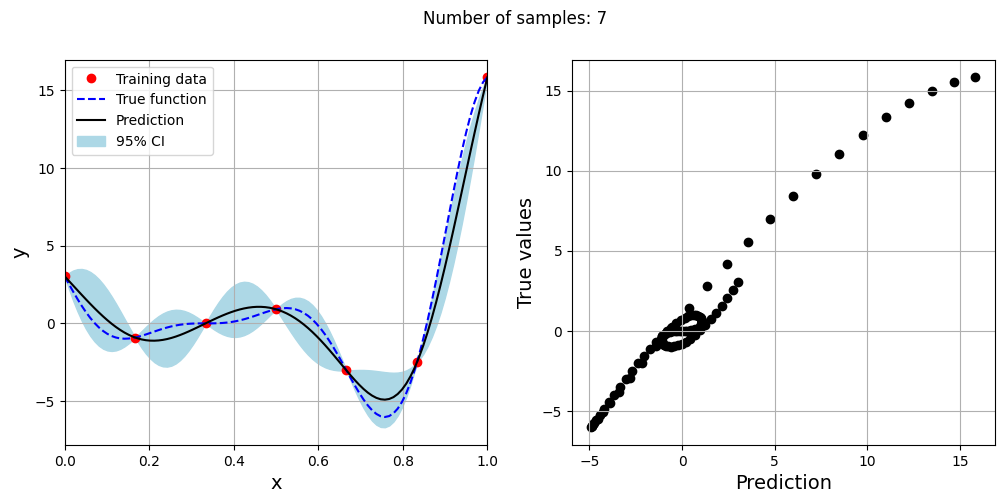 Number of samples: 7
Training data
True function
Prediction
95% CI
15
10
5
0
−5
y
0.0 0.2 0.4 0.6 0.8 1.0
x
15
10
5
0
−5
True values
−5 0 5 10 15
Prediction